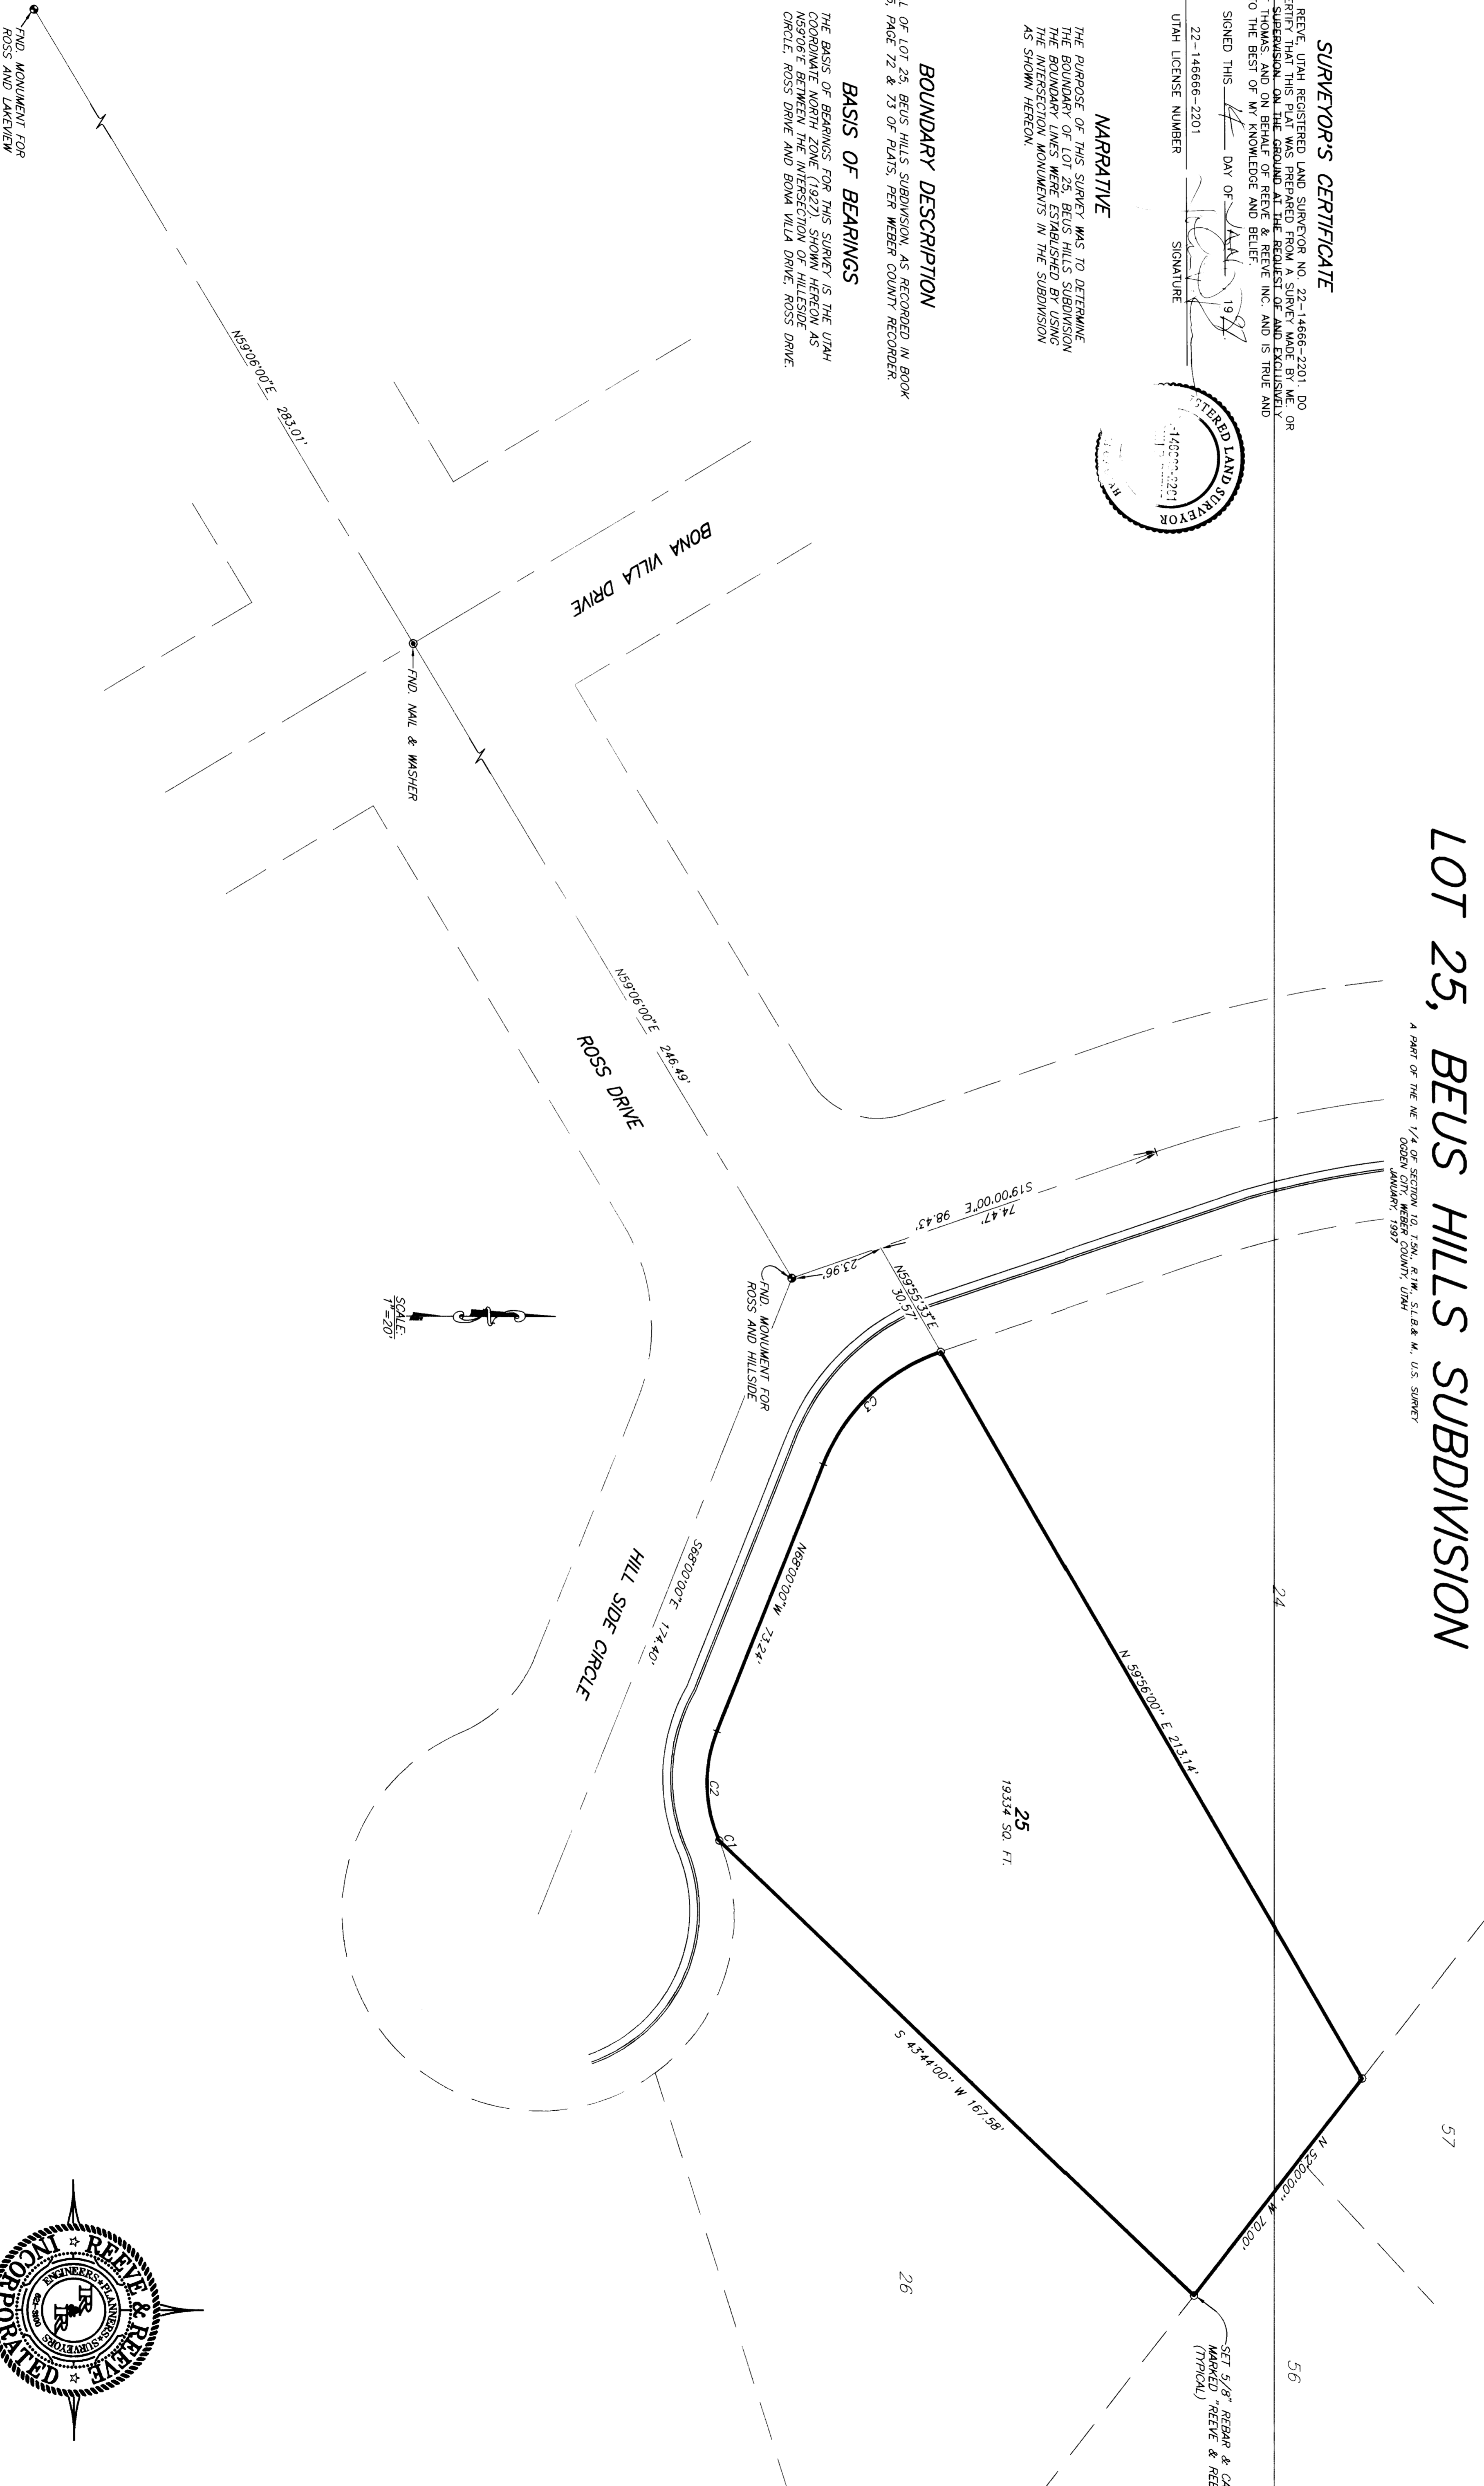 LOT 25, BEUS HILLS SUBDIVISION
A PART OF THE NE 1/4 OF SECTION 10, T.5N., R.1W., S.L.B.& M., U.S. SURVEY
OGDEN CITY, WEBER COUNTY, UTAH
JANUARY, 1997
SURVEYOR'S CERTIFICATE
REEVE, UTAH REGISTERED LAND SURVEYOR NO. 22-14666-2201. DO
ERTIFY THAT THIS PLAT WAS PREPARED FROM A SURVEY MADE BY ME, OR
SUPERVISION ON THE GROUND AT THE REQUEST OF AND EXCLUSIVELY
THOMAS. AND ON BEHALF OF REEVE & REEVE INC. AND IS TRUE AND
O THE BEST OF MY KNOWLEDGE AND BELIEF.
SIGNED THIS 4 DAY OF JAN 19
22-146666-2201
UTAH LICENSE NUMBER SIGNATURE
STERED LAND SURVEYOR
NARRATIVE
THE PURPOSE OF THIS SURVEY WAS TO DETERMINE
THE BOUNDARY OF LOT 25, BEUS HILLS SUBDIVISION
THE BOUNDARY LINES WERE ESTABLISHED BY USING
THE INTERSECTION MONUMENTS IN THE SUBDIVISION
AS SHOWN HEREON.
BOUNDARY DESCRIPTION
L OF LOT 25, BEUS HILLS SUBDIVISION, AS RECORDED IN BOOK
5, PAGE 72 & 73 OF PLATS, PER WEBER COUNTY RECORDER.
BASIS OF BEARINGS
THE BASIS OF BEARINGS FOR THIS SURVEY IS THE UTAH
COORDINATE NORTH ZONE (1927). SHOWN HEREON AS
N59°06'E BETWEEN THE INTERSECTION OF HILLESIDE
CIRCLE, ROSS DRIVE AND BONA VILLA DRIVE, ROSS DRIVE.
24
57
56
26
25
19334 SQ. FT.
N 59°56'00" E 213.14'
N 52°00'00" W 70.00'
S 43°44'00" W 167.58'
SET 5/8" REBAR & CA
MARKED "REEVE & REE
(TYPICAL)
S19°00'00"E 98.43'
74.47'
23.96'
N59°55'33"E
30.57'
C3
N68°00'00"W 73.24'
C2
C1
FND. MONUMENT FOR
ROSS AND HILLSIDE
S68°00'00"E 174.40'
HILL SIDE CIRCLE
BONA VILLA DRIVE
FND. NAIL & WASHER
N59°06'00"E 246.49'
ROSS DRIVE
N59°06'00"E 283.01'
FND. MONUMENT FOR
ROSS AND LAKEVIEW
SCALE:
1"=20'
REEVE & REEVE
INCORPORATED
ENGINEERS★PLANNERS★SURVEYORS
621-3100